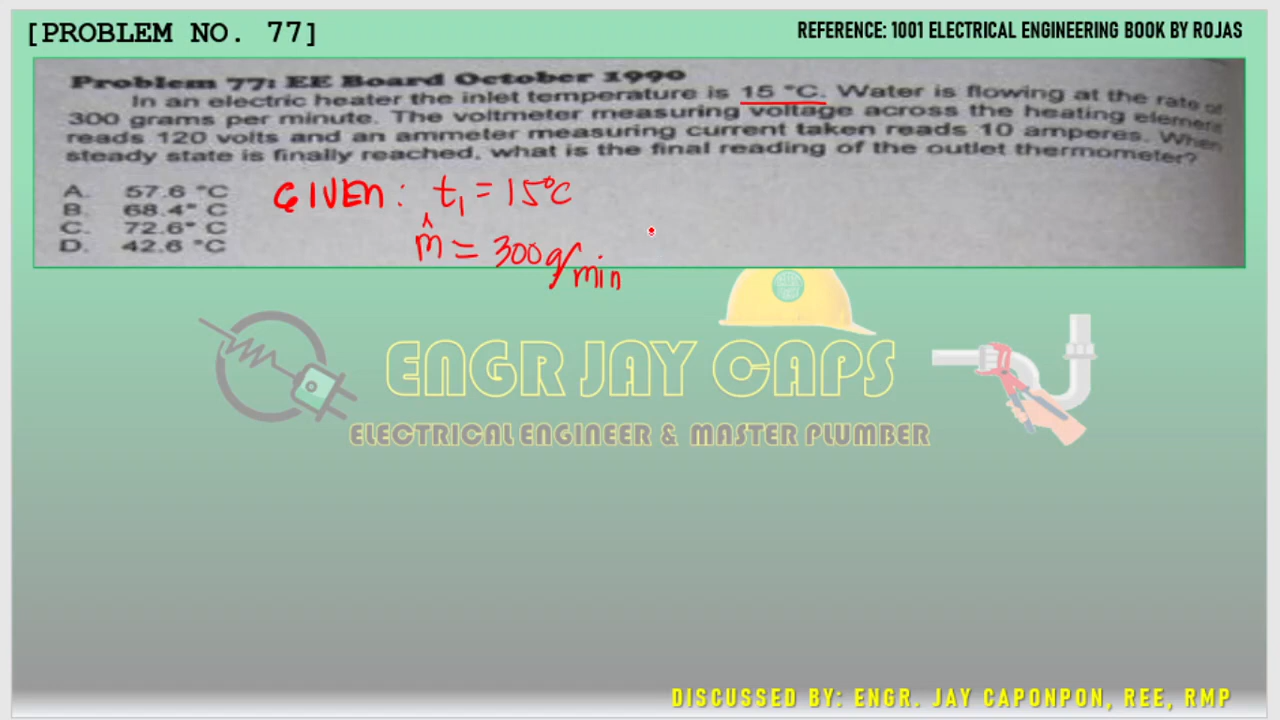 [PROBLEM NO. 77]
REFERENCE: 1001 ELECTRICAL ENGINEERING BOOK BY ROJAS
Problem 77: EE Board October 1990
In an electric heater the inlet temperature is 15 °C. Water is flowing at the rate of
300 grams per minute. The voltmeter measuring voltage across the heating element
reads 120 volts and an ammeter measuring current taken reads 10 amperes. When
steady state is finally reached, what is the final reading of the outlet thermometer?
A. 57.6 °C
B. 68.4° C
C. 72.6° C
D. 42.6 °C
GIVEN: t₁ = 15°C
ṁ = 300 g/min
ENGR JAY CAPS
ELECTRICAL ENGINEER & MASTER PLUMBER
DISCUSSED BY: ENGR. JAY CAPONPON, REE, RMP